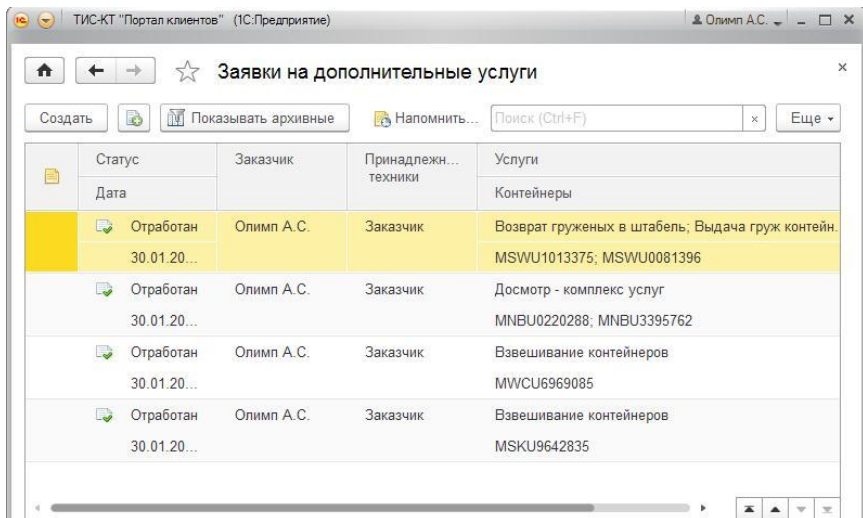 ТИС-КТ "Портал клиентов" (1С:Предприятие) Олимп А.С.
Заявки на дополнительные услуги
Создать Показывать архивные Напомнить... Поиск (Ctrl+F) Еще
Статус Заказчик Принадлежн... техники Услуги
Дата Контейнеры
Отработан Олимп А.С. Заказчик Возврат груженых в штабель; Выдача груж контейн.
30.01.20... MSWU1013375; MSWU0081396
Отработан Олимп А.С. Заказчик Досмотр - комплекс услуг
30.01.20... MNBU0220288; MNBU3395762
Отработан Олимп А.С. Заказчик Взвешивание контейнеров
30.01.20... MWCU6969085
Отработан Олимп А.С. Заказчик Взвешивание контейнеров
30.01.20... MSKU9642835